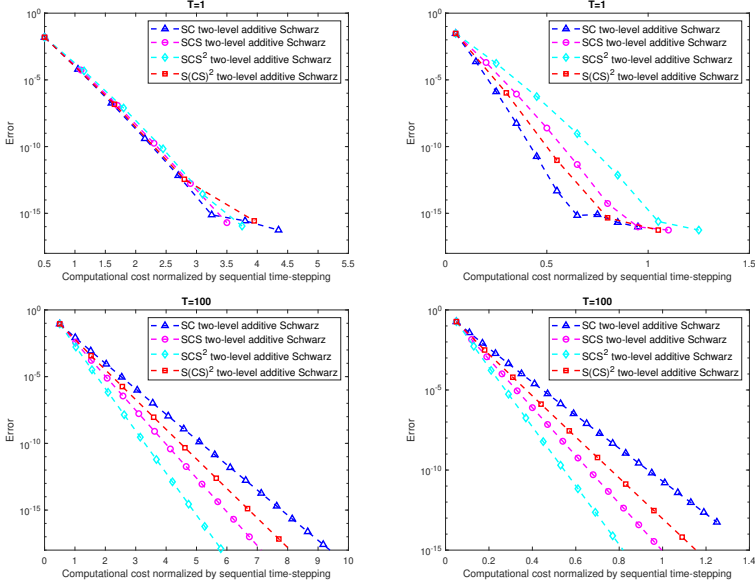 T=1
10^0
10^-5
10^-10
10^-15
Error
SC two-level additive Schwarz
SCS two-level additive Schwarz
SCS^2 two-level additive Schwarz
S(CS)^2 two-level additive Schwarz
0.5 1 1.5 2 2.5 3 3.5 4 4.5 5 5.5
Computational cost normalized by sequential time-stepping
T=1
10^0
10^-5
10^-10
10^-15
Error
SC two-level additive Schwarz
SCS two-level additive Schwarz
SCS^2 two-level additive Schwarz
S(CS)^2 two-level additive Schwarz
0 0.5 1 1.5
Computational cost normalized by sequential time-stepping
T=100
10^0
10^-5
10^-10
10^-15
Error
SC two-level additive Schwarz
SCS two-level additive Schwarz
SCS^2 two-level additive Schwarz
S(CS)^2 two-level additive Schwarz
0 1 2 3 4 5 6 7 8 9 10
Computational cost normalized by sequential time-stepping
T=100
10^0
10^-5
10^-10
10^-15
Error
SC two-level additive Schwarz
SCS two-level additive Schwarz
SCS^2 two-level additive Schwarz
S(CS)^2 two-level additive Schwarz
0 0.2 0.4 0.6 0.8 1 1.2 1.4
Computational cost normalized by sequential time-stepping